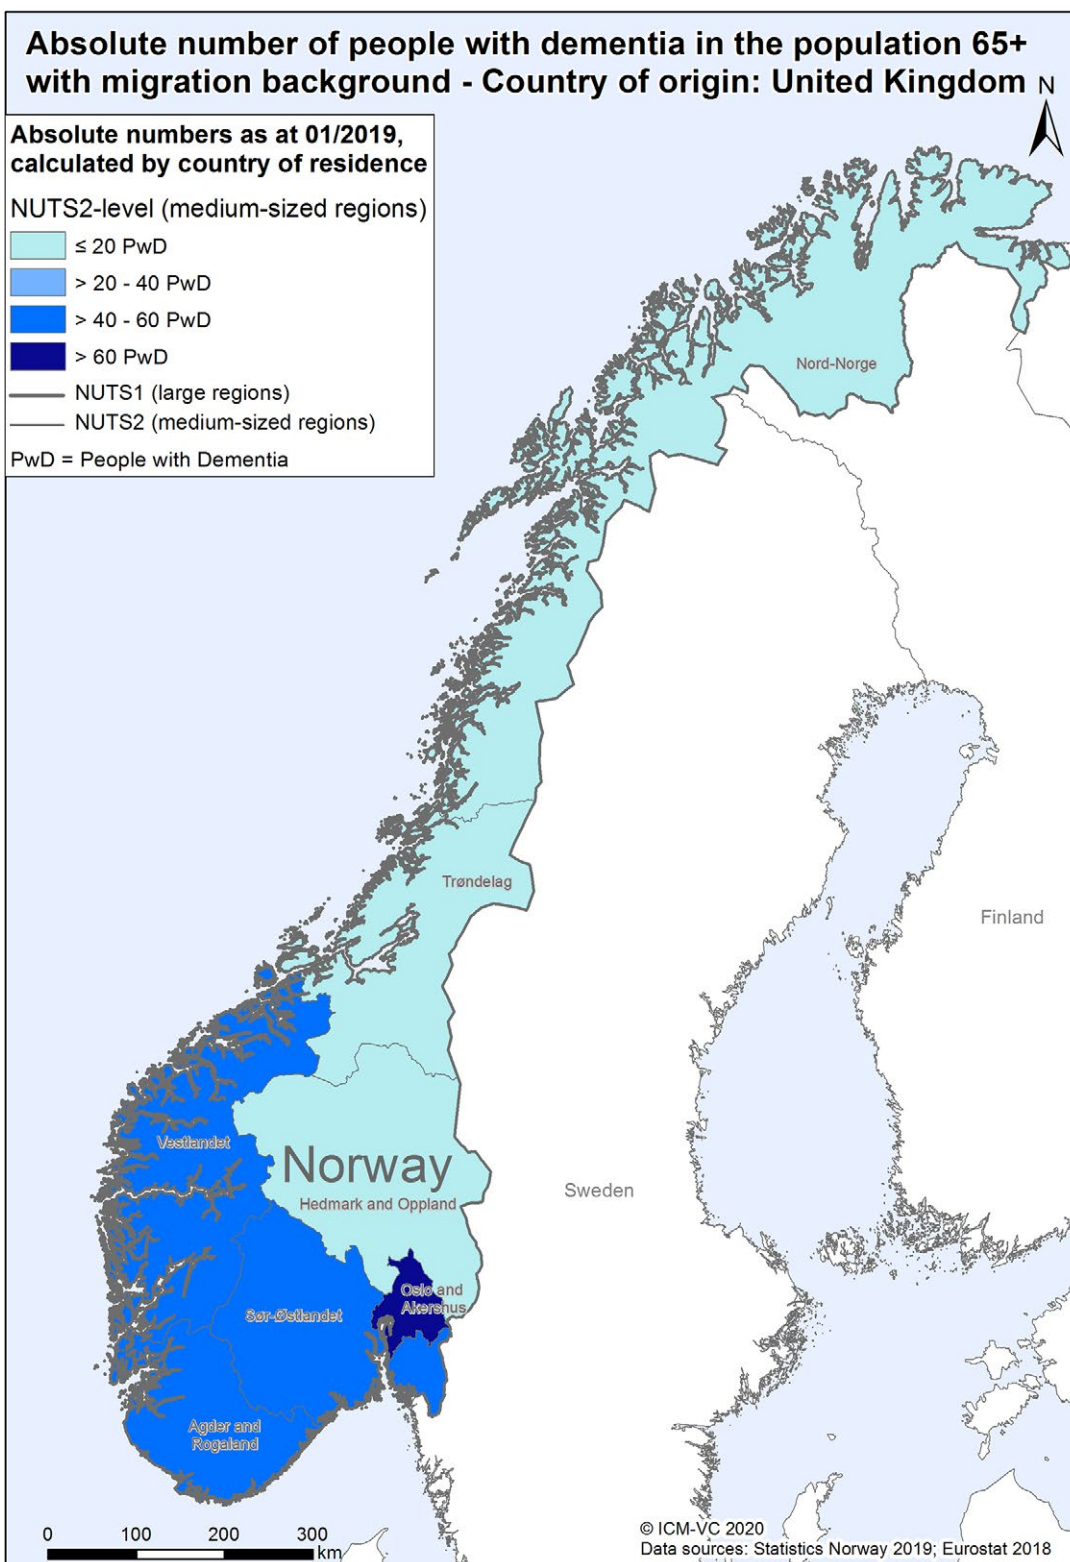 Absolute number of people with dementia in the population 65+
with migration background - Country of origin: United Kingdom
N
Absolute numbers as at 01/2019,
calculated by country of residence
NUTS2-level (medium-sized regions)
≤ 20 PwD
> 20 - 40 PwD
> 40 - 60 PwD
> 60 PwD
NUTS1 (large regions)
NUTS2 (medium-sized regions)
PwD = People with Dementia
Nord-Norge
Trøndelag
Finland
Vestlandet
Norway
Hedmark and Oppland
Sweden
Oslo and
Akershus
Sør-Østlandet
Agder and
Rogaland
0 100 200 300
km
© ICM-VC 2020
Data sources: Statistics Norway 2019; Eurostat 2018